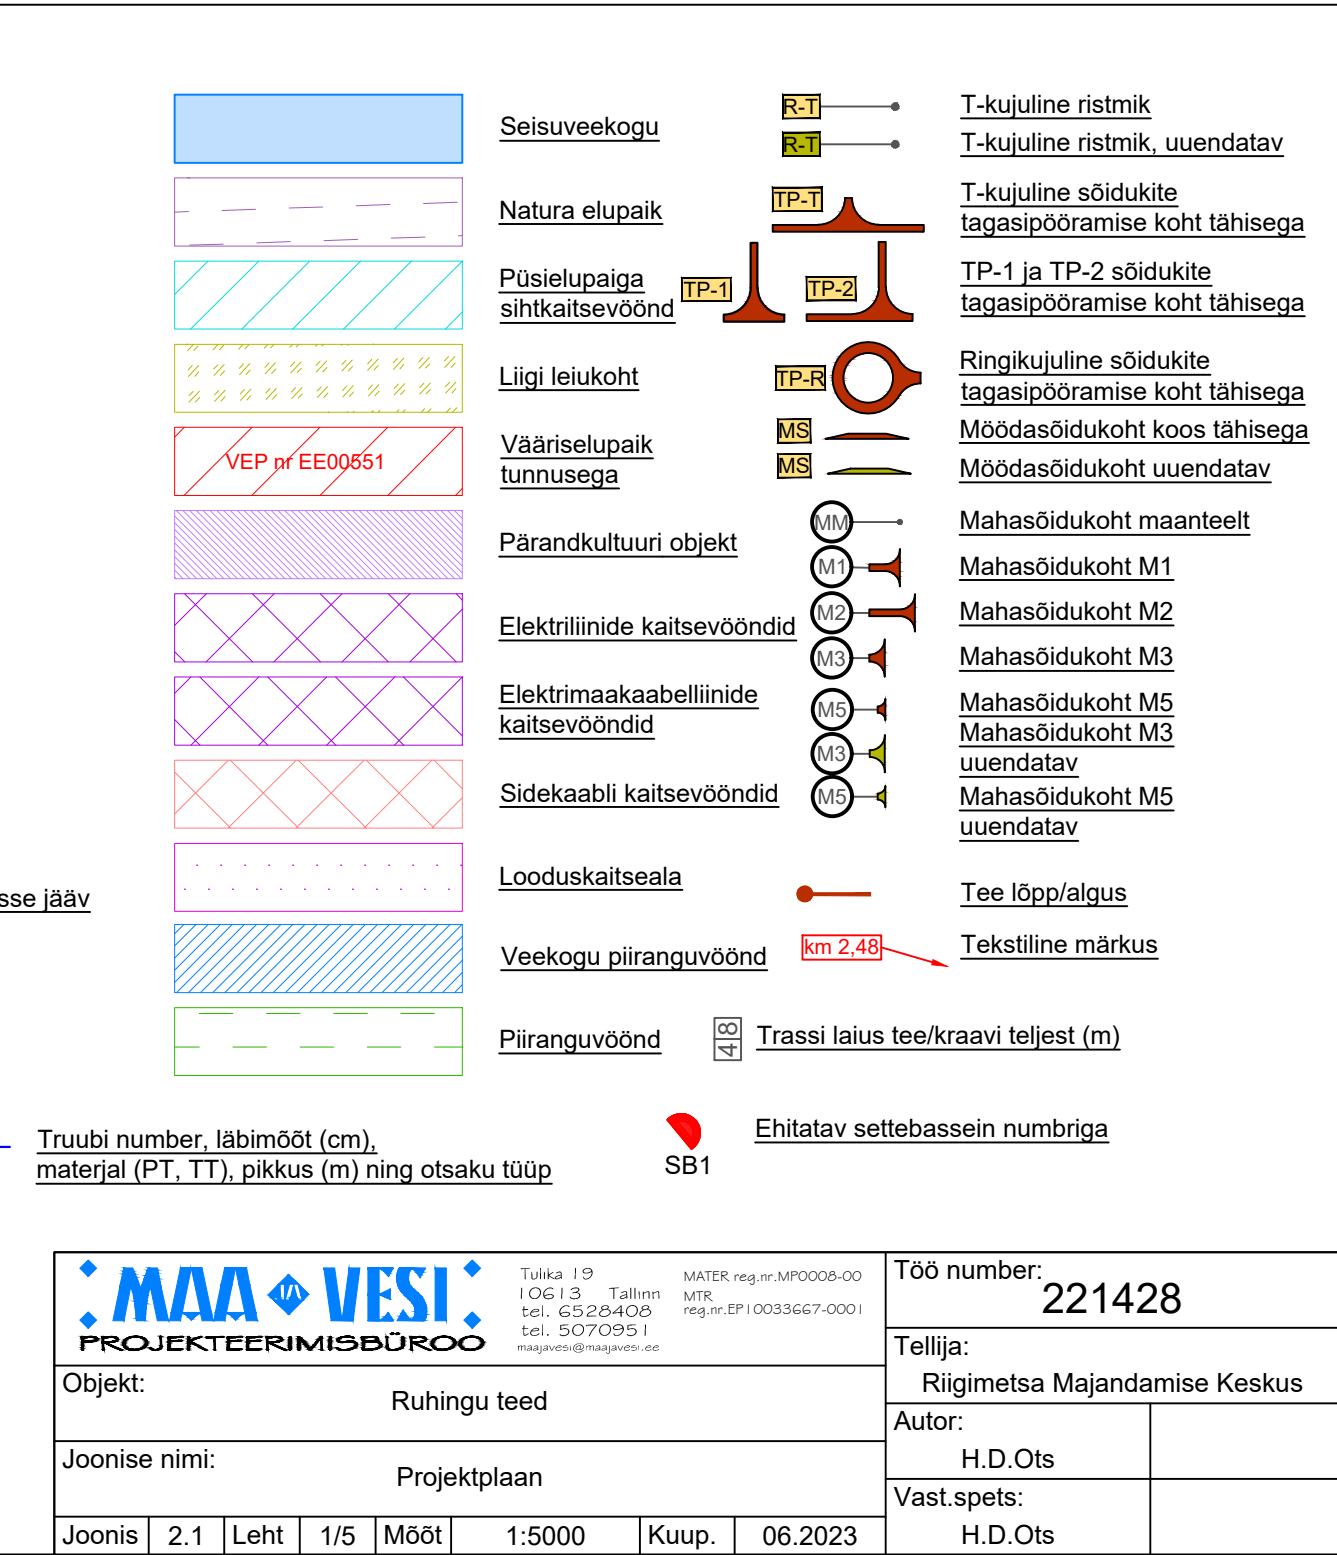 Seisuveekogu
Natura elupaik
Püsielupaiga
sihtkaitsevöönd
Liigi leiukoht
VEP nr EE00551
Vääriselupaik
tunnusega
Pärandkultuuri objekt
Elektriliinide kaitsevööndid
Elektrimaakaabelliinide
kaitsevööndid
Sidekaabli kaitsevööndid
Looduskaitseala
sse jääv
Veekogu piiranguvöönd
Piiranguvöönd
R-T
T-kujuline ristmik
R-T
T-kujuline ristmik, uuendatav
TP-T
T-kujuline sõidukite
tagasipööramise koht tähisega
TP-1
TP-2
TP-1 ja TP-2 sõidukite
tagasipööramise koht tähisega
TP-R
Ringikujuline sõidukite
tagasipööramise koht tähisega
MS
Möödasõidukoht koos tähisega
MS
Möödasõidukoht uuendatav
MM
Mahasõidukoht maanteelt
M1
Mahasõidukoht M1
M2
Mahasõidukoht M2
M3
Mahasõidukoht M3
M5
Mahasõidukoht M5
M3
Mahasõidukoht M3
uuendatav
M5
Mahasõidukoht M5
uuendatav
Tee lõpp/algus
km 2,48
Tekstiline märkus
4 8
Trassi laius tee/kraavi teljest (m)
Truubi number, läbimõõt (cm),
materjal (PT, TT), pikkus (m) ning otsaku tüüp
SB1
Ehitatav settebassein numbriga
MAA JA VESI
PROJEKTEERIMISBÜROO
Tulika 19
10613 Tallinn
tel. 6528408
tel. 5070951
maajavesi@maajavesi.ee
MATER reg.nr.MP0008-00
MTR
reg.nr.EP10033667-0001
Töö number:
221428
Tellija:
Riigimetsa Majandamise Keskus
Objekt:
Ruhingu teed
Autor:
H.D.Ots
Joonise nimi:
Projektplaan
Vast.spets:
H.D.Ots
Joonis 2.1 Leht 1/5 Mõõt 1:5000 Kuup. 06.2023